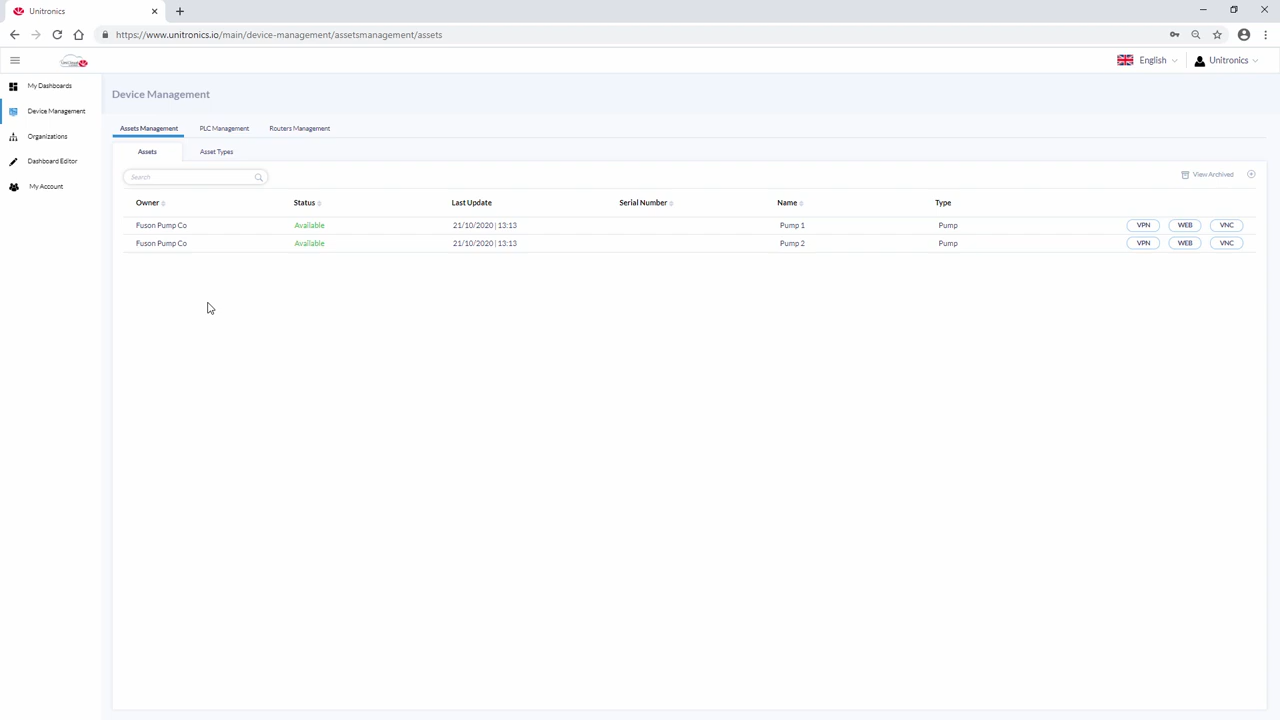 Unitronics
https://www.unitronics.io/main/device-management/assetsmanagement/assets
English
Unitronics
My Dashboards
Device Management
Organizations
Dashboard Editor
My Account
Device Management
Assets Management PLC Management Routers Management
Assets Asset Types
Search
View Archived
Owner Status Last Update Serial Number Name Type
Fuson Pump Co Available 21/10/2020 | 13:13 Pump 1 Pump VPN WEB VNC
Fuson Pump Co Available 21/10/2020 | 13:13 Pump 2 Pump VPN WEB VNC